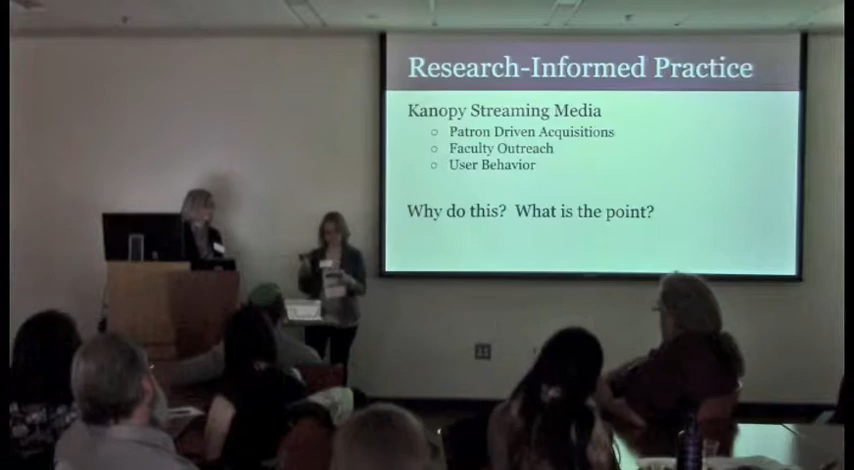 Research-Informed Practice
Kanopy Streaming Media
○ Patron Driven Acquisitions
○ Faculty Outreach
○ User Behavior
Why do this? What is the point?